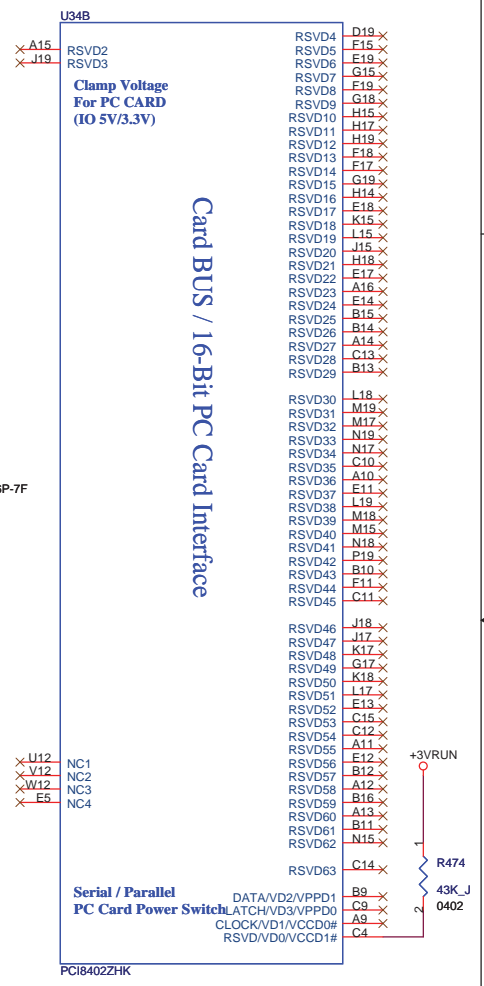 U34B
A15 RSVD2
J19 RSVD3
Clamp Voltage
For PC CARD
(IO 5V/3.3V)
Card BUS / 16-Bit PC Card Interface
RSVD4 D19
RSVD5 F15
RSVD6 E19
RSVD7 G15
RSVD8 F19
RSVD9 G18
RSVD10 H15
RSVD11 H17
RSVD12 H19
RSVD13 F18
RSVD14 F17
RSVD15 G19
RSVD16 H14
RSVD17 E18
RSVD18 K15
RSVD19 L15
RSVD20 J15
RSVD21 H18
RSVD22 E17
RSVD23 A16
RSVD24 E14
RSVD25 B15
RSVD26 B14
RSVD27 A14
RSVD28 C13
RSVD29 B13
RSVD30 L18
RSVD31 M19
RSVD32 M17
RSVD33 N19
RSVD34 N17
RSVD35 C10
RSVD36 A10
RSVD37 E11
RSVD38 L19
RSVD39 M18
RSVD40 M15
RSVD41 N18
RSVD42 P19
RSVD43 B10
RSVD44 F11
RSVD45 C11
RSVD46 J18
RSVD47 J17
RSVD48 K17
RSVD49 G17
RSVD50 K18
RSVD51 L17
RSVD52 E13
RSVD53 C15
RSVD54 C12
RSVD55 A11
RSVD56 E12
RSVD57 B12
RSVD58 A12
RSVD59 B16
RSVD60 A13
RSVD61 B11
RSVD62 N15
RSVD63 C14
6P-7F
U12 NC1
V12 NC2
W12 NC3
E5 NC4
Serial / Parallel
PC Card Power Switch
DATA/VD2/VPPD1 B9
LATCH/VD3/VPPD0 C9
CLOCK/VD1/VCCD0# A9
RSVD/VD0/VCCD1# C4
+3VRUN
1
R474
43K_J
0402
2
PCI8402ZHK